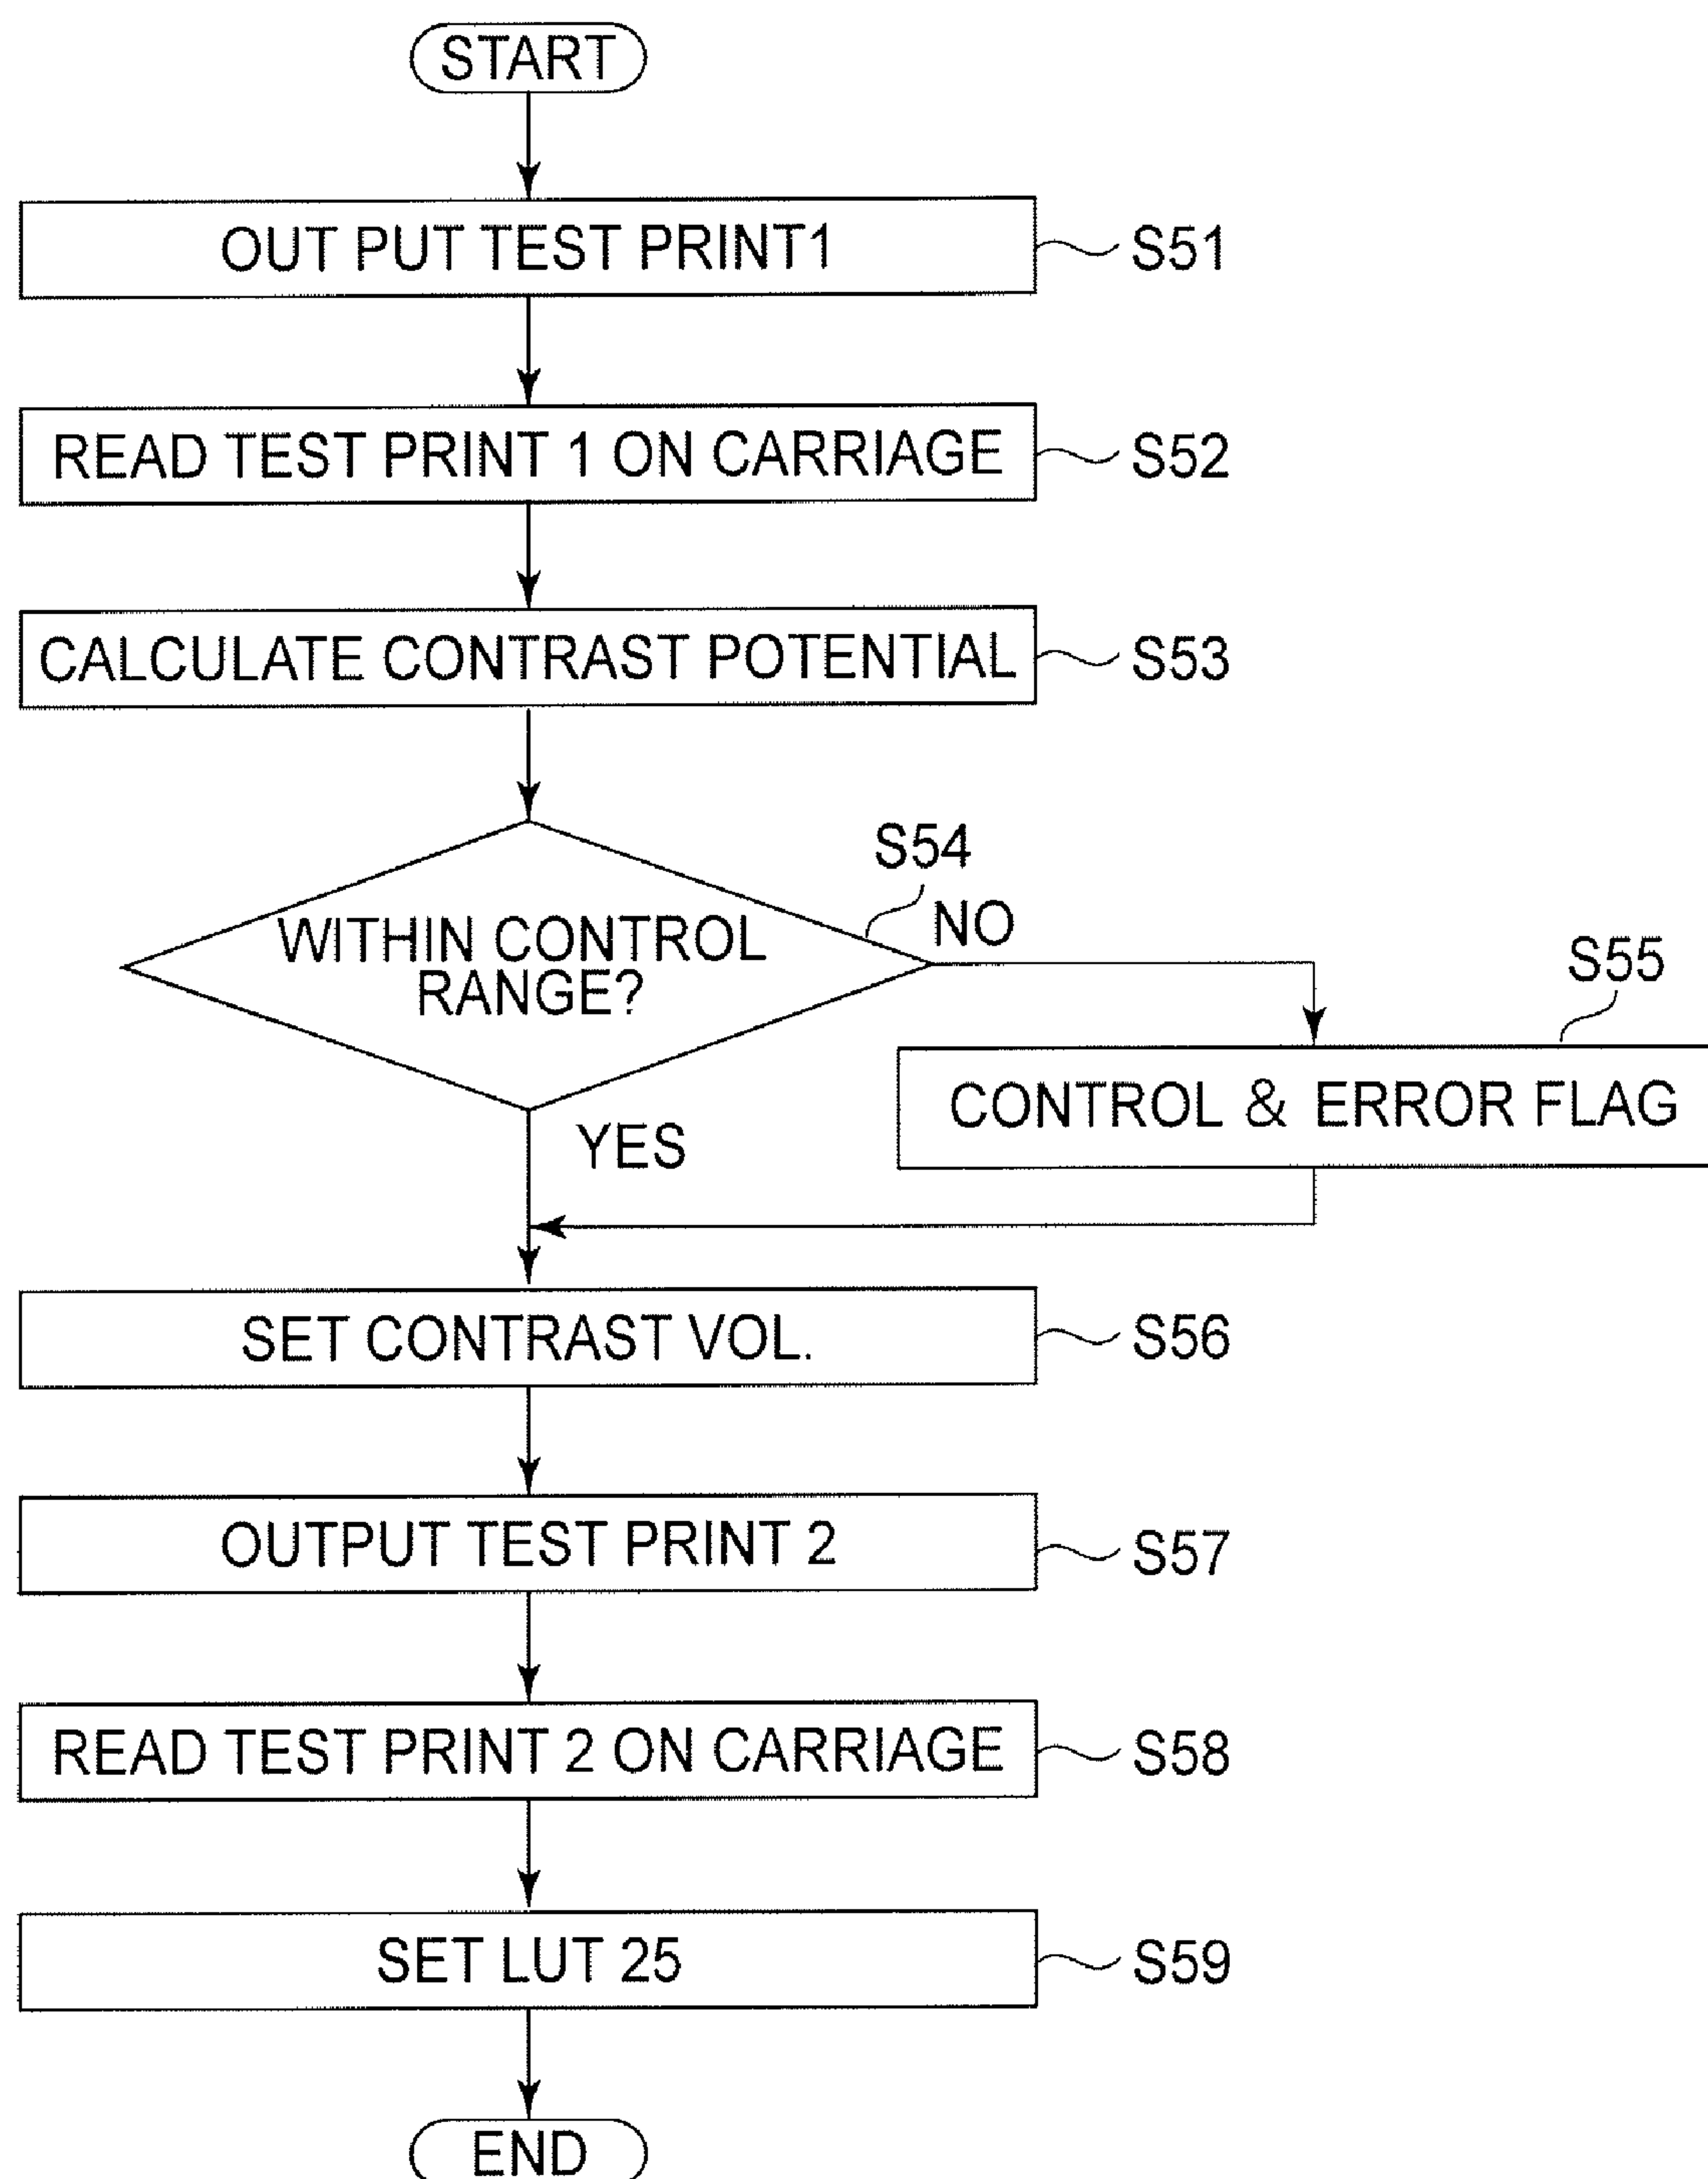 START
OUT PUT TEST PRINT1
S51
READ TEST PRINT 1 ON CARRIAGE
S52
CALCULATE CONTRAST POTENTIAL
S53
S54
WITHIN CONTROL
RANGE?
NO
YES
S55
CONTROL & ERROR FLAG
SET CONTRAST VOL.
S56
OUTPUT TEST PRINT 2
S57
READ TEST PRINT 2 ON CARRIAGE
S58
SET LUT 25
S59
END